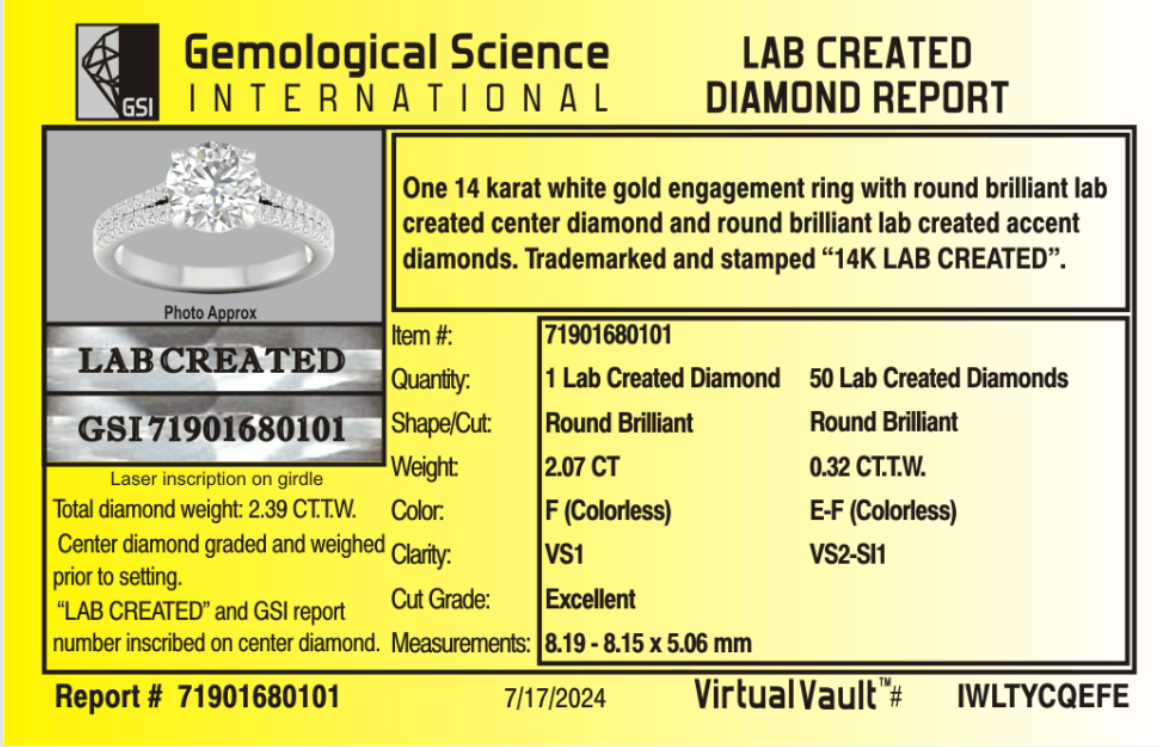 GSI
Gemological Science
INTERNATIONAL
LAB CREATED
DIAMOND REPORT
Photo Approx
LAB CREATED
GSI 71901680101
Laser inscription on girdle
Total diamond weight: 2.39 CT.T.W.
Center diamond graded and weighed
prior to setting.
“LAB CREATED” and GSI report
number inscribed on center diamond.
One 14 karat white gold engagement ring with round brilliant lab
created center diamond and round brilliant lab created accent
diamonds. Trademarked and stamped “14K LAB CREATED”.
Item #: 71901680101
Quantity: 1 Lab Created Diamond 50 Lab Created Diamonds
Shape/Cut: Round Brilliant Round Brilliant
Weight: 2.07 CT 0.32 CT.T.W.
Color: F (Colorless) E-F (Colorless)
Clarity: VS1 VS2-SI1
Cut Grade: Excellent
Measurements: 8.19 - 8.15 x 5.06 mm
Report # 71901680101 7/17/2024 VirtualVault™# IWLTYCQEFE